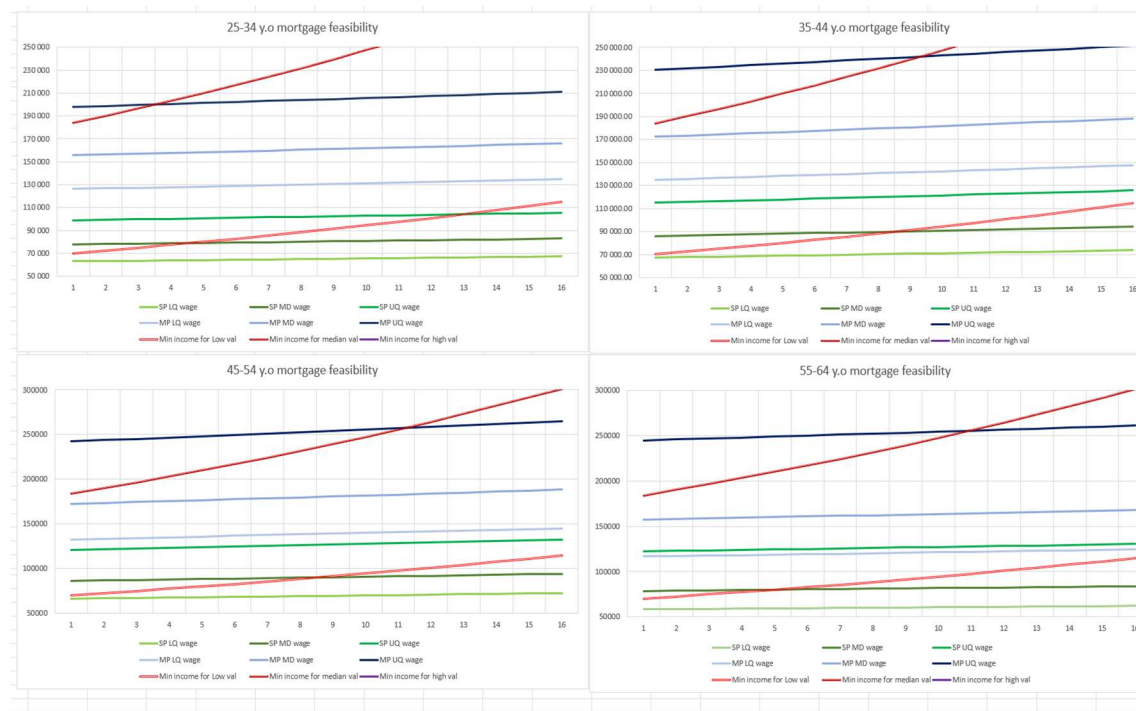 25-34 y.o mortgage feasibility
250 000
230 000
210 000
190 000
170 000
150 000
130 000
110 000
90 000
70 000
50 000
1 2 3 4 5 6 7 8 9 10 11 12 13 14 15 16
SP LQ wage SP MD wage SP UQ wage
MP LQ wage MP MD wage MP UQ wage
Min income for Low val Min income for median val Min income for high val
35-44 y.o mortgage feasibility
250 000.00
230 000.00
210 000.00
190 000.00
170 000.00
150 000.00
130 000.00
110 000.00
90 000.00
70 000.00
50 000.00
1 2 3 4 5 6 7 8 9 10 11 12 13 14 15 16
SP LQ wage SP MD wage SP UQ wage
MP LQ wage MP MD wage MP UQ wage
Min income for Low val Min income for median val Min income for high val
45-54 y.o mortgage feasibility
300000
250000
200000
150000
100000
50000
1 2 3 4 5 6 7 8 9 10 11 12 13 14 15 16
SP LQ wage SP MD wage SP UQ wage
MP LQ wage MP MD wage MP UQ wage
Min income for Low val Min income for median val Min income for high val
55-64 y.o mortgage feasibility
300000
250000
200000
150000
100000
50000
1 2 3 4 5 6 7 8 9 10 11 12 13 14 15 16
SP LQ wage SP MD wage SP UQ wage
MP LQ wage MP MD wage MP UQ wage
Min income for Low val Min income for median val Min income for high val